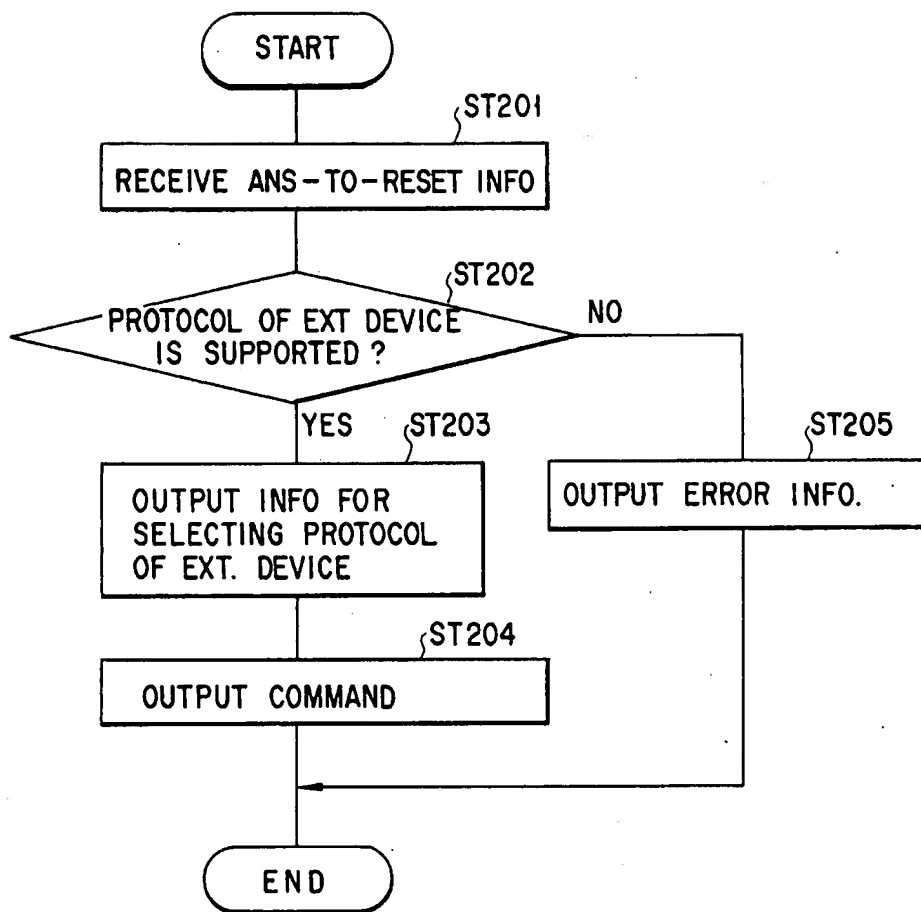 START
ST201
RECEIVE ANS-TO-RESET INFO
ST202
PROTOCOL OF EXT DEVICE
IS SUPPORTED ?
NO
YES
ST203
OUTPUT INFO FOR
SELECTING PROTOCOL
OF EXT. DEVICE
ST205
OUTPUT ERROR INFO.
ST204
OUTPUT COMMAND
END